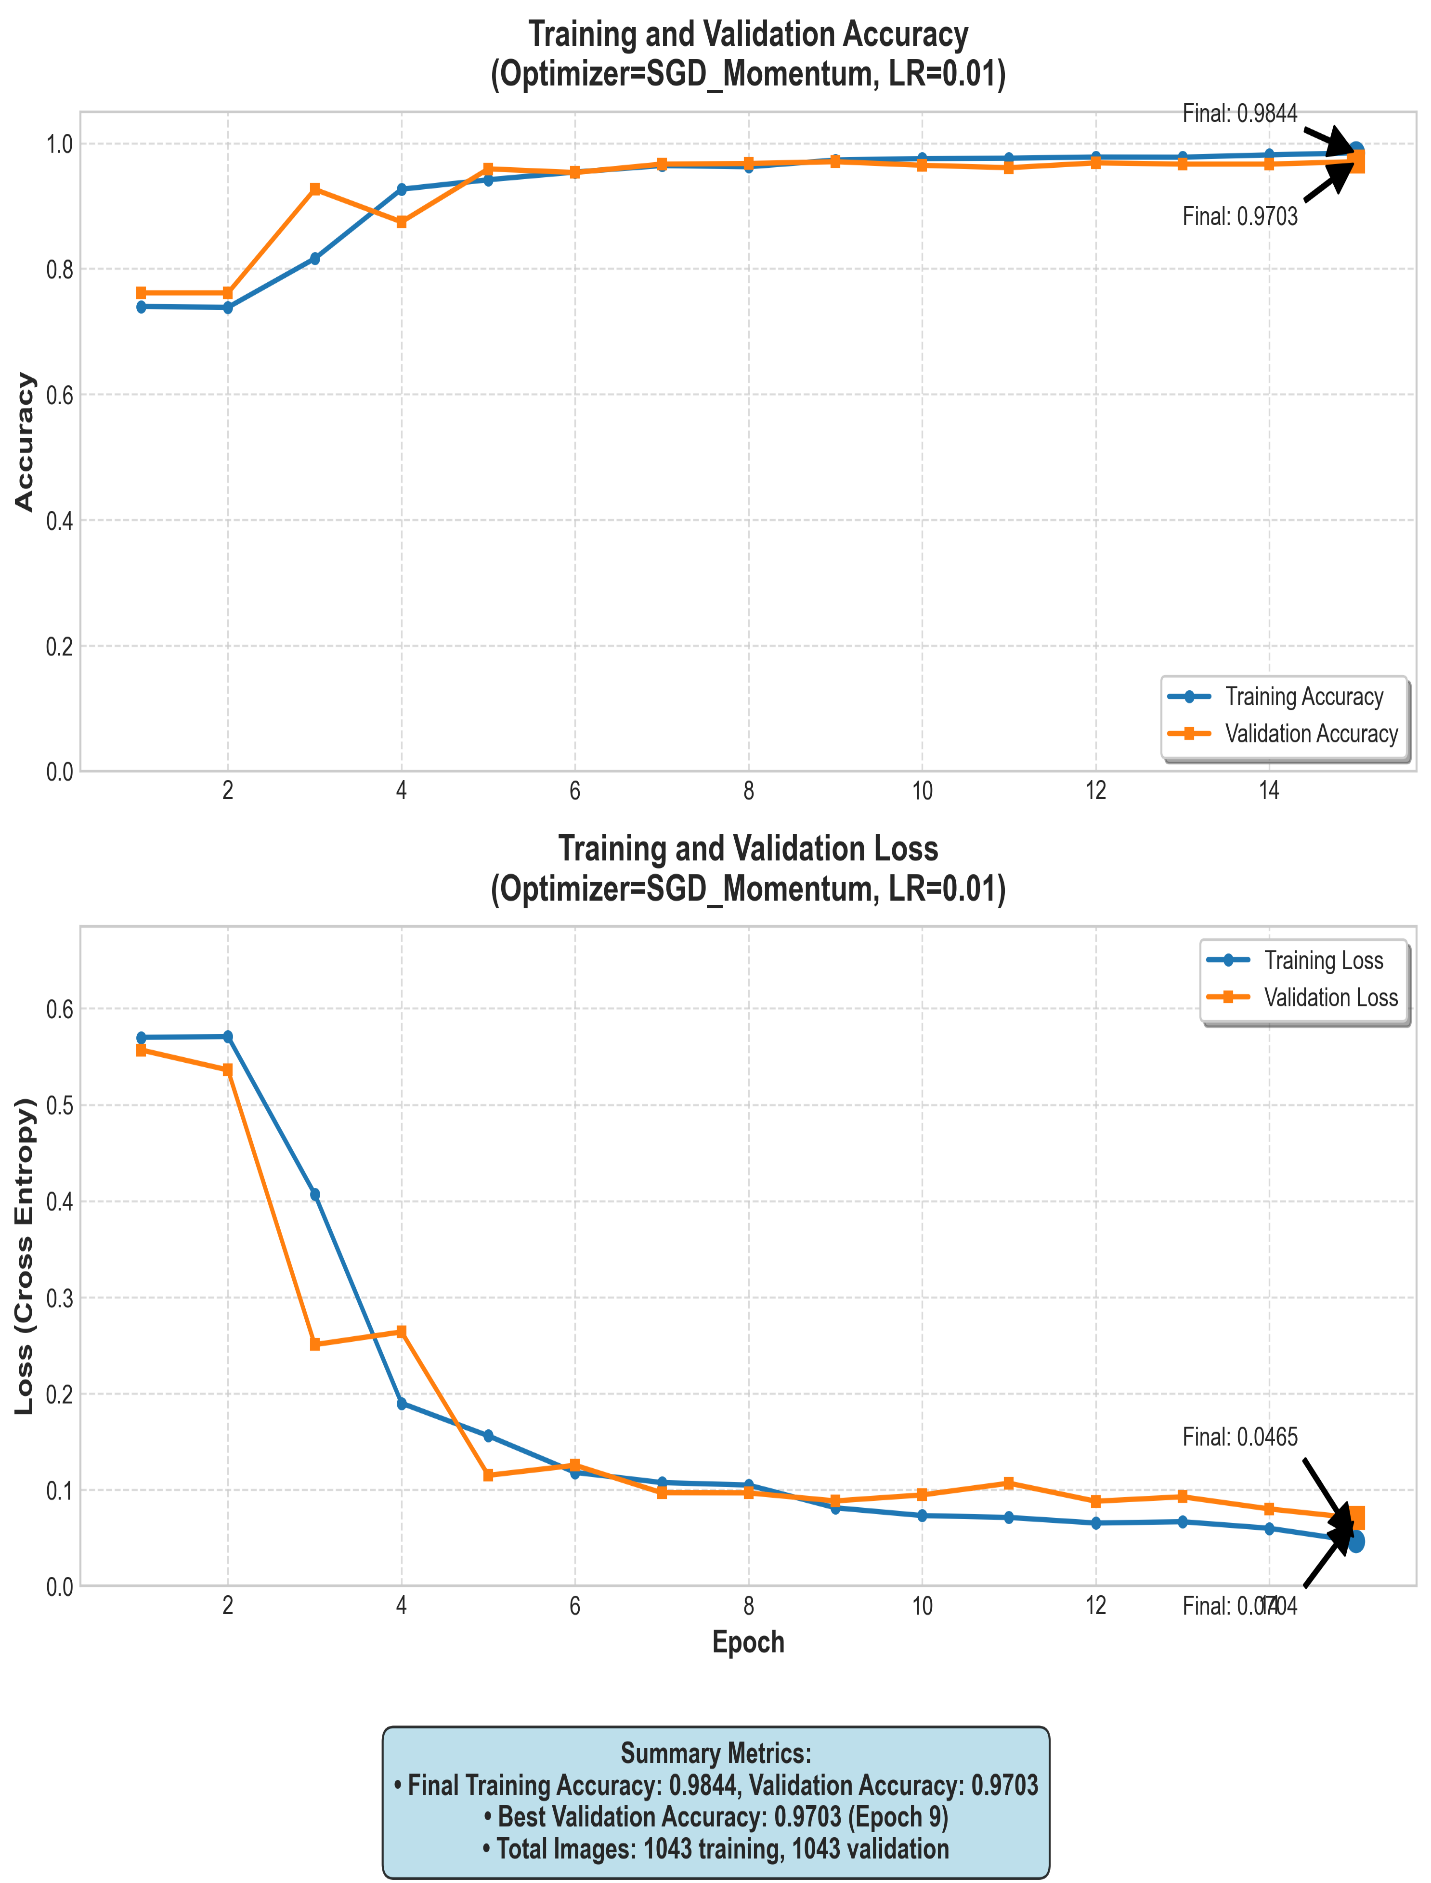 Training and Validation Accuracy
(Optimizer=SGD_Momentum, LR=0.01)
Final: 0.9844
Final: 0.9703
1.0
0.8
0.6
0.4
0.2
0.0
Accuracy
Training Accuracy
Validation Accuracy
2 4 6 8 10 12 14
Training and Validation Loss
(Optimizer=SGD_Momentum, LR=0.01)
Training Loss
Validation Loss
0.6
0.5
0.4
0.3
0.2
0.1
0.0
Loss (Cross Entropy)
Final: 0.0465
Final: 0.0704
2 4 6 8 10 12 14
Epoch
Summary Metrics:
• Final Training Accuracy: 0.9844, Validation Accuracy: 0.9703
• Best Validation Accuracy: 0.9703 (Epoch 9)
• Total Images: 1043 training, 1043 validation